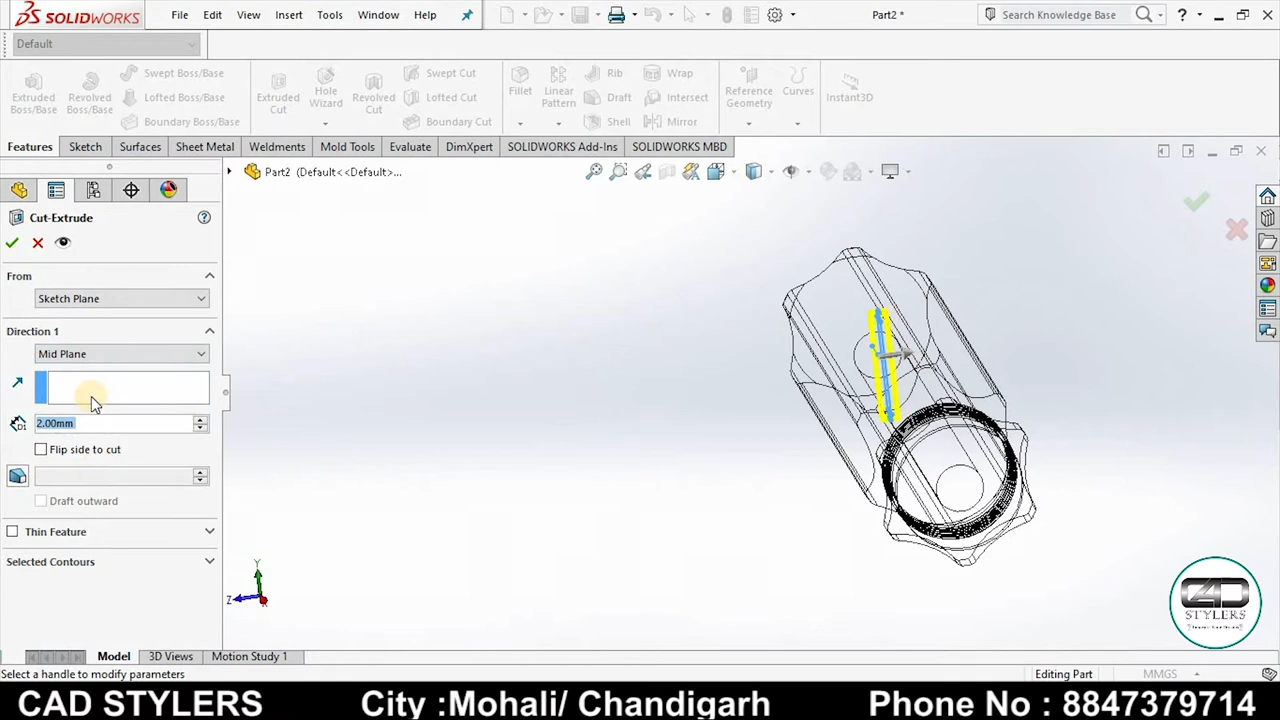 SOLIDWORKS
File Edit View Insert Tools Window Help
Part2 *
Search Knowledge Base
?
Default
Extruded Boss/Base
Revolved Boss/Base
Swept Boss/Base
Lofted Boss/Base
Boundary Boss/Base
Extruded Cut
Hole Wizard
Revolved Cut
Swept Cut
Lofted Cut
Boundary Cut
Fillet
Linear Pattern
Rib
Draft
Shell
Wrap
Intersect
Mirror
Reference Geometry
Curves
Instant3D
Features Sketch Surfaces Sheet Metal Weldments Mold Tools Evaluate DimXpert SOLIDWORKS Add-Ins SOLIDWORKS MBD
Part2 (Default<<Default>...
Cut-Extrude
?
From
Sketch Plane
Direction 1
Mid Plane
D1
2.00mm
Flip side to cut
Draft outward
Thin Feature
Selected Contours
Y
Z
X
CAD
STYLERS
Model 3D Views Motion Study 1
Select a handle to modify parameters
Editing Part
MMGS
CAD STYLERS City :Mohali/ Chandigarh Phone No : 8847379714